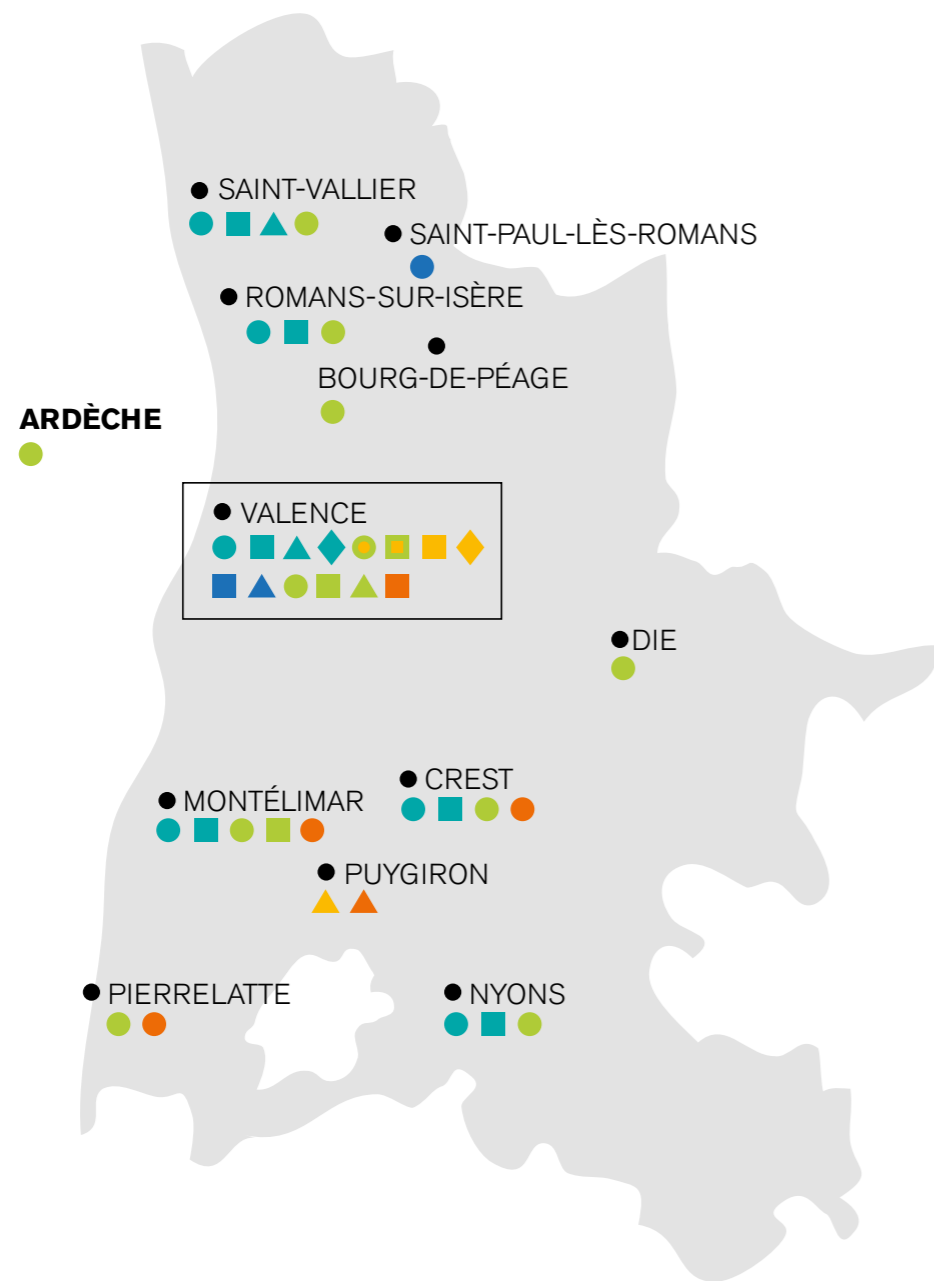 SAINT-VALLIER
SAINT-PAUL-LÈS-ROMANS
ROMANS-SUR-ISÈRE
BOURG-DE-PÉAGE
ARDÈCHE
VALENCE
DIE
CREST
MONTÉLIMAR
PUYGIRON
PIERRELATTE
NYONS